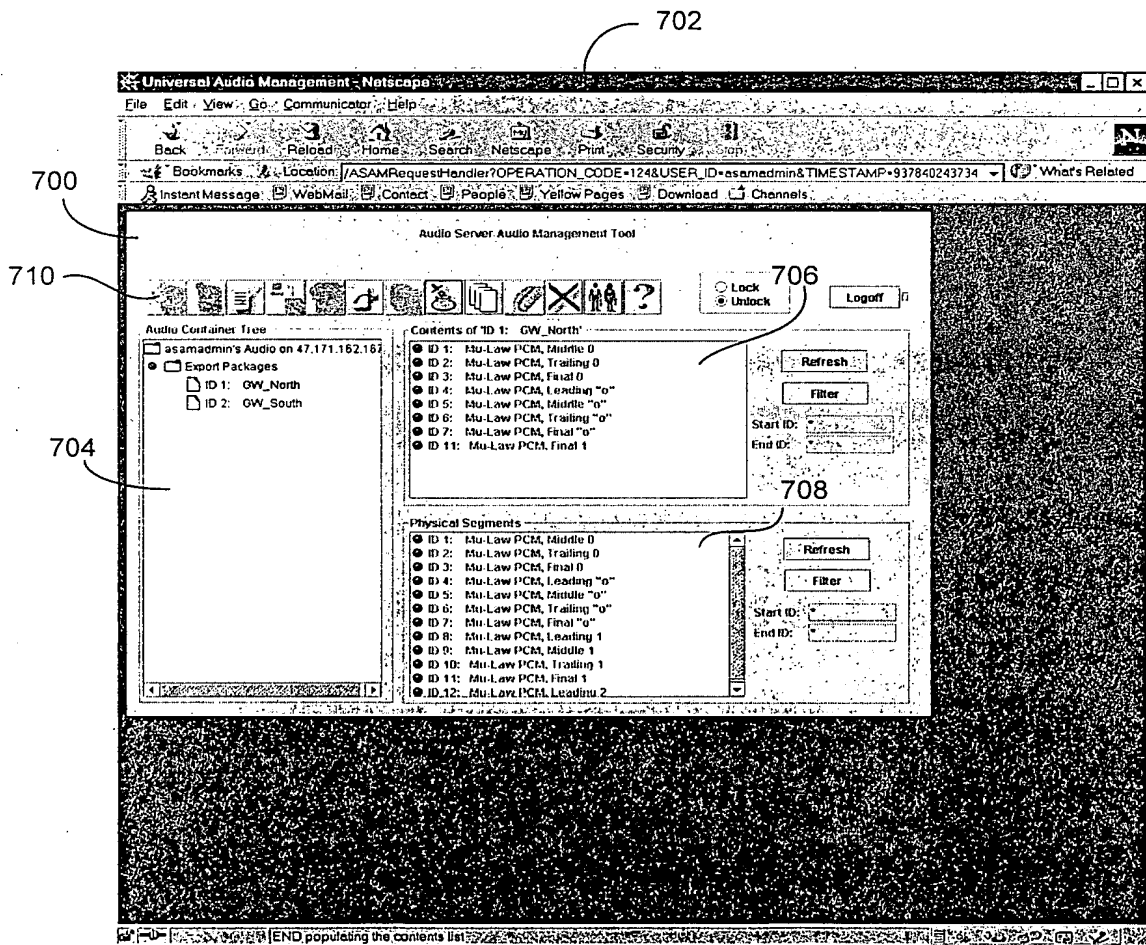 702
Universal Audio Management - Netscape
File Edit View Go Communicator Help
Back Forward Reload Home Search Netscape Print Security Stop
Bookmarks Location: /ASAMRequestHandler?OPERATION_CODE=124&USER_ID=asamadmin&TIMESTAMP=937840243734 What's Related
Instant Message WebMail Contact People Yellow Pages Download Channels
700
Audio Server Audio Management Tool
710
706
Lock
Unlock
Logoff
Audio Container Tree
asamadmin's Audio on 47.171.162.167
Export Packages
ID 1: GW_North
ID 2: GW_South
704
Contents of 'ID 1: GW_North'
ID 1: Mu-Law PCM, Middle 0
ID 2: Mu-Law PCM, Trailing 0
ID 3: Mu-Law PCM, Final 0
ID 4: Mu-Law PCM, Leading "o"
ID 5: Mu-Law PCM, Middle "o"
ID 6: Mu-Law PCM, Trailing "o"
ID 7: Mu-Law PCM, Final "o"
ID 11: Mu-Law PCM, Final 1
Refresh
Filter
Start ID: *
End ID: *
708
Physical Segments
ID 1: Mu-Law PCM, Middle 0
ID 2: Mu-Law PCM, Trailing 0
ID 3: Mu-Law PCM, Final 0
ID 4: Mu-Law PCM, Leading "o"
ID 5: Mu-Law PCM, Middle "o"
ID 6: Mu-Law PCM, Trailing "o"
ID 7: Mu-Law PCM, Final "o"
ID 8: Mu-Law PCM, Leading 1
ID 9: Mu-Law PCM, Middle 1
ID 10: Mu-Law PCM, Trailing 1
ID 11: Mu-Law PCM, Final 1
ID 12: Mu-Law PCM, Leading 2
Refresh
Filter
Start ID: *
End ID: *
END populating the contents list